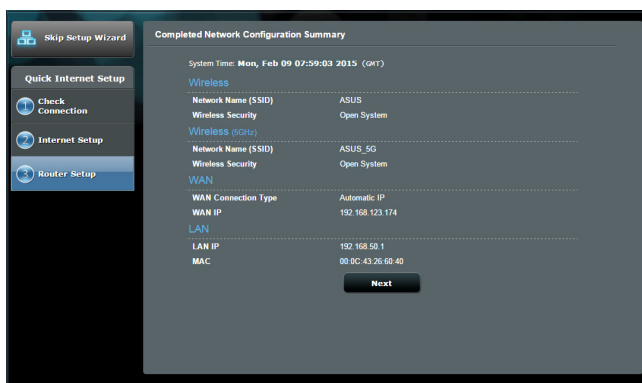 Skip Setup Wizard
Quick Internet Setup
1 Check Connection
2 Internet Setup
3 Router Setup
Completed Network Configuration Summary
System Time: Mon, Feb 09 07:59:03 2015 (GMT)
Wireless
Network Name (SSID) ASUS
Wireless Security Open System
Wireless (5GHz)
Network Name (SSID) ASUS_5G
Wireless Security Open System
WAN
WAN Connection Type Automatic IP
WAN IP 192.168.123.174
LAN
LAN IP 192.168.50.1
MAC 00:0C:43:26:60:40
Next